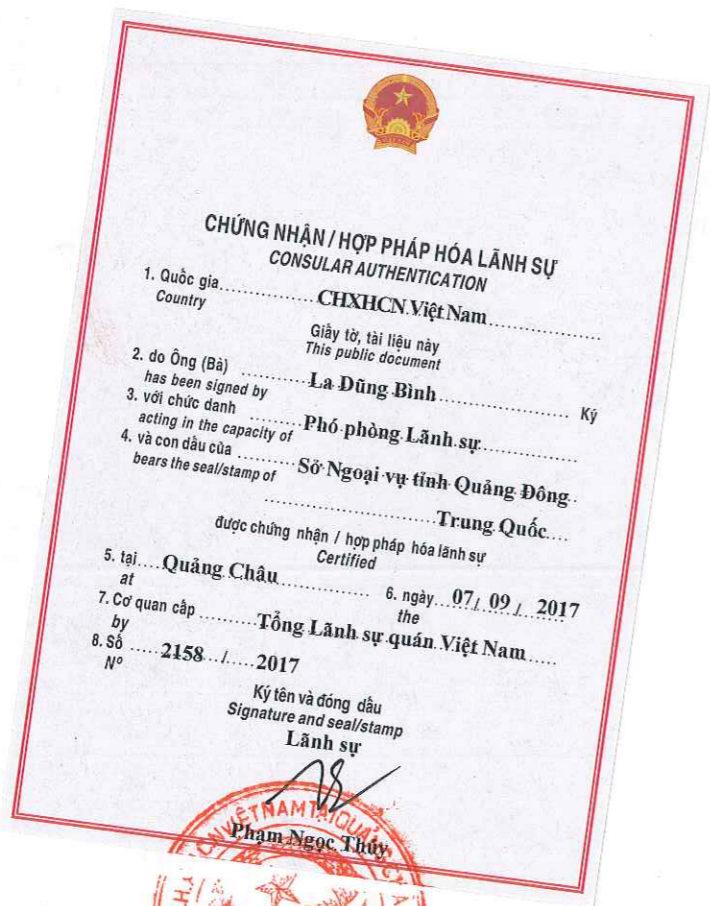 CHỨNG NHẬN / HỢP PHÁP HÓA LÃNH SỰ
CONSULAR AUTHENTICATION
1. Quốc gia CHXHCN Việt Nam
Country
Giấy tờ, tài liệu này
This public document
2. do Ông (Bà) La Dũng Bình Ký
has been signed by
3. với chức danh Phó phòng Lãnh sự
acting in the capacity of
4. và con dấu của Sở Ngoại vụ tỉnh Quảng Đông
bears the seal/stamp of
Trung Quốc
được chứng nhận / hợp pháp hóa lãnh sự
Certified
5. tại Quảng Châu 6. ngày 07 / 09 / 2017
at the
7. Cơ quan cấp Tổng Lãnh sự quán Việt Nam
by
8. Số 2158 / 2017
Nº
Ký tên và đóng dấu
Signature and seal/stamp
Lãnh sự
Phạm Ngọc Thúy